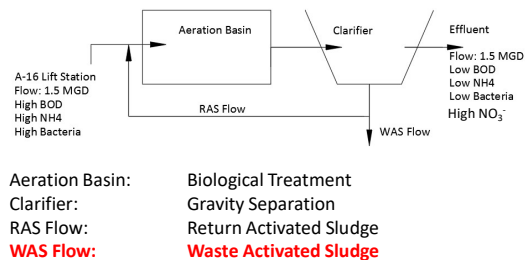 Aeration Basin
Clarifier
Effluent
Flow: 1.5 MGD
Low BOD
Low NH4
Low Bacteria
High NO₃⁻
A-16 Lift Station
Flow: 1.5 MGD
High BOD
High NH4
High Bacteria
RAS Flow
WAS Flow
Aeration Basin: Biological Treatment
Clarifier: Gravity Separation
RAS Flow: Return Activated Sludge
WAS Flow: Waste Activated Sludge